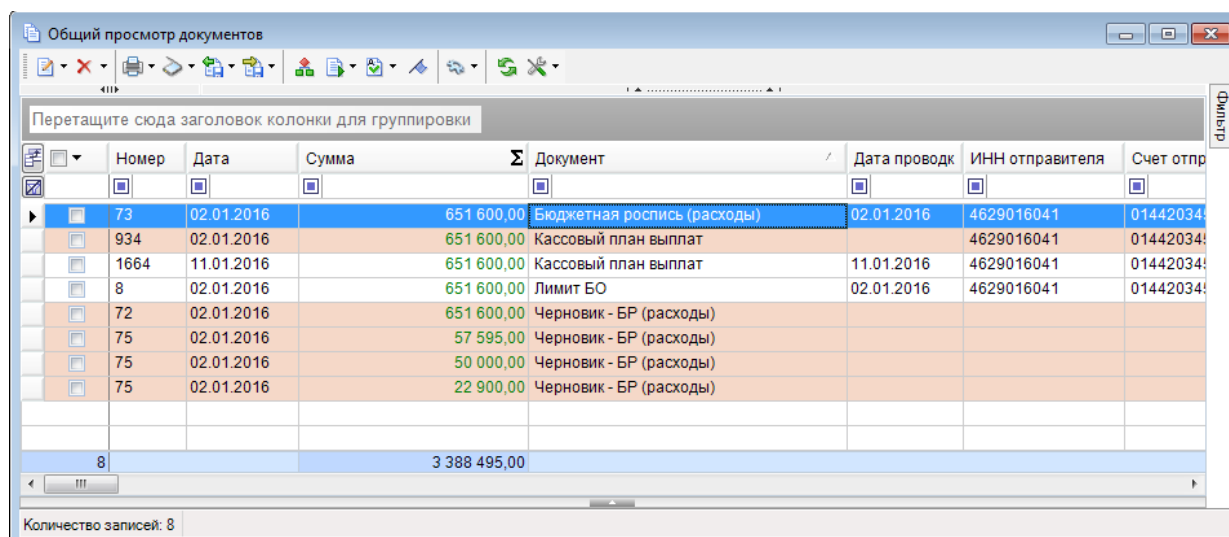 Общий просмотр документов
Фильтр
Перетащите сюда заголовок колонки для группировки
Номер Дата Сумма Σ Документ Дата проводк ИНН отправителя Счет отпр
73 02.01.2016 651 600,00 Бюджетная роспись (расходы) 02.01.2016 4629016041 014420345
934 02.01.2016 651 600,00 Кассовый план выплат 4629016041 014420345
1664 11.01.2016 651 600,00 Кассовый план выплат 11.01.2016 4629016041 014420345
8 02.01.2016 651 600,00 Лимит БО 02.01.2016 4629016041 014420345
72 02.01.2016 651 600,00 Черновик - БР (расходы)
75 02.01.2016 57 595,00 Черновик - БР (расходы)
75 02.01.2016 50 000,00 Черновик - БР (расходы)
75 02.01.2016 22 900,00 Черновик - БР (расходы)
8 3 388 495,00
Количество записей: 8